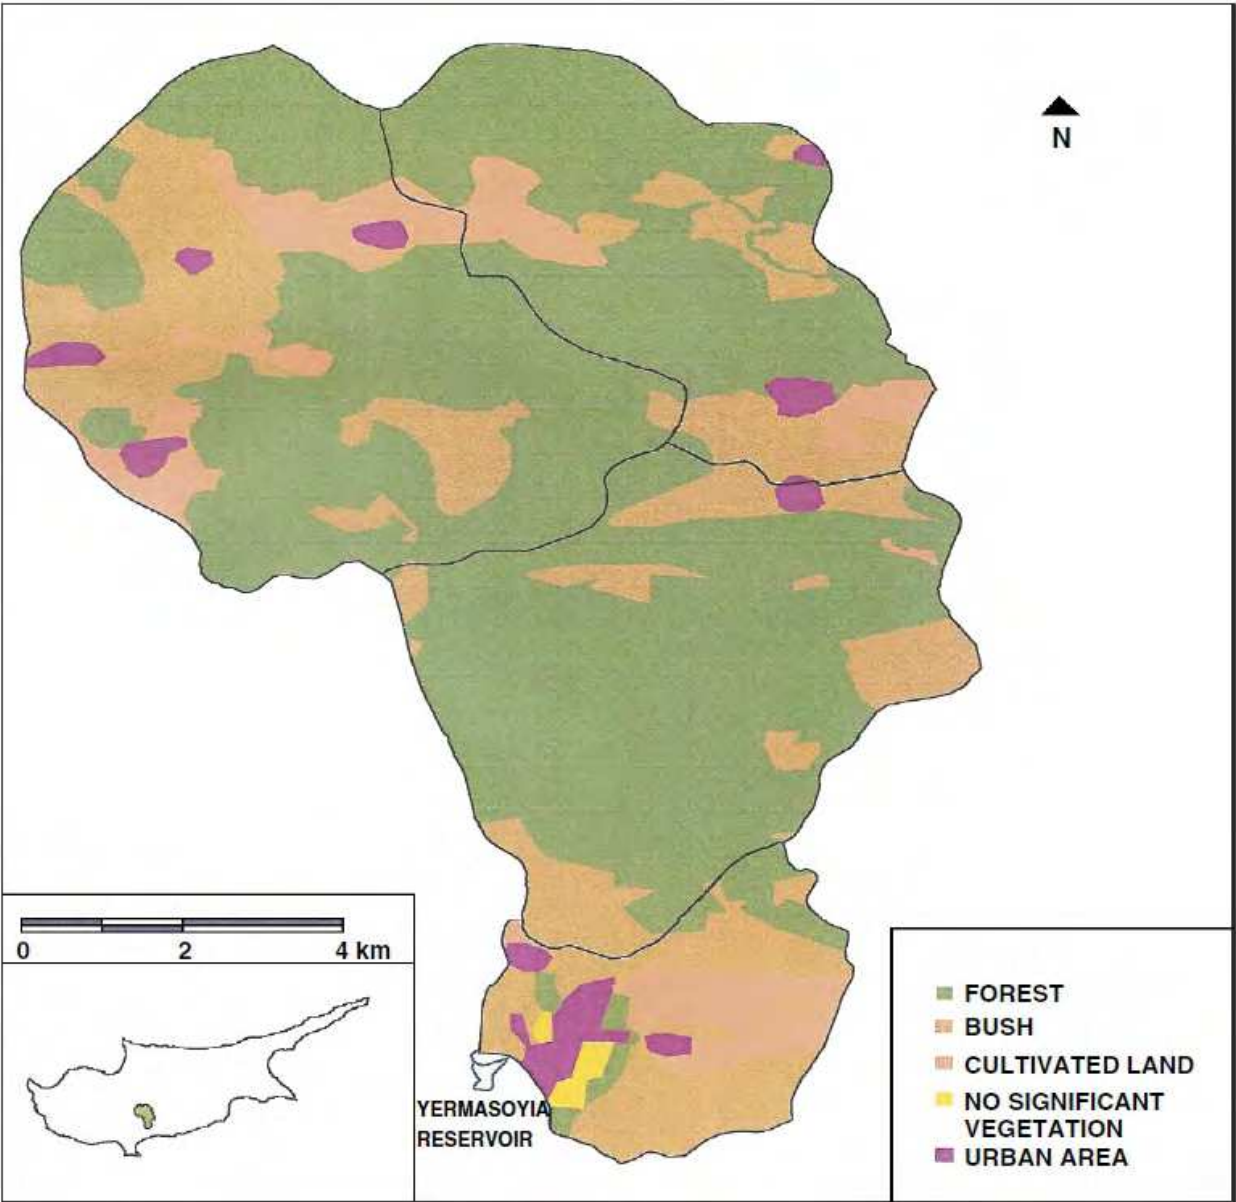 N
0 2 4 km
YERMASOYIA
RESERVOIR
FOREST
BUSH
CULTIVATED LAND
NO SIGNIFICANT
VEGETATION
URBAN AREA